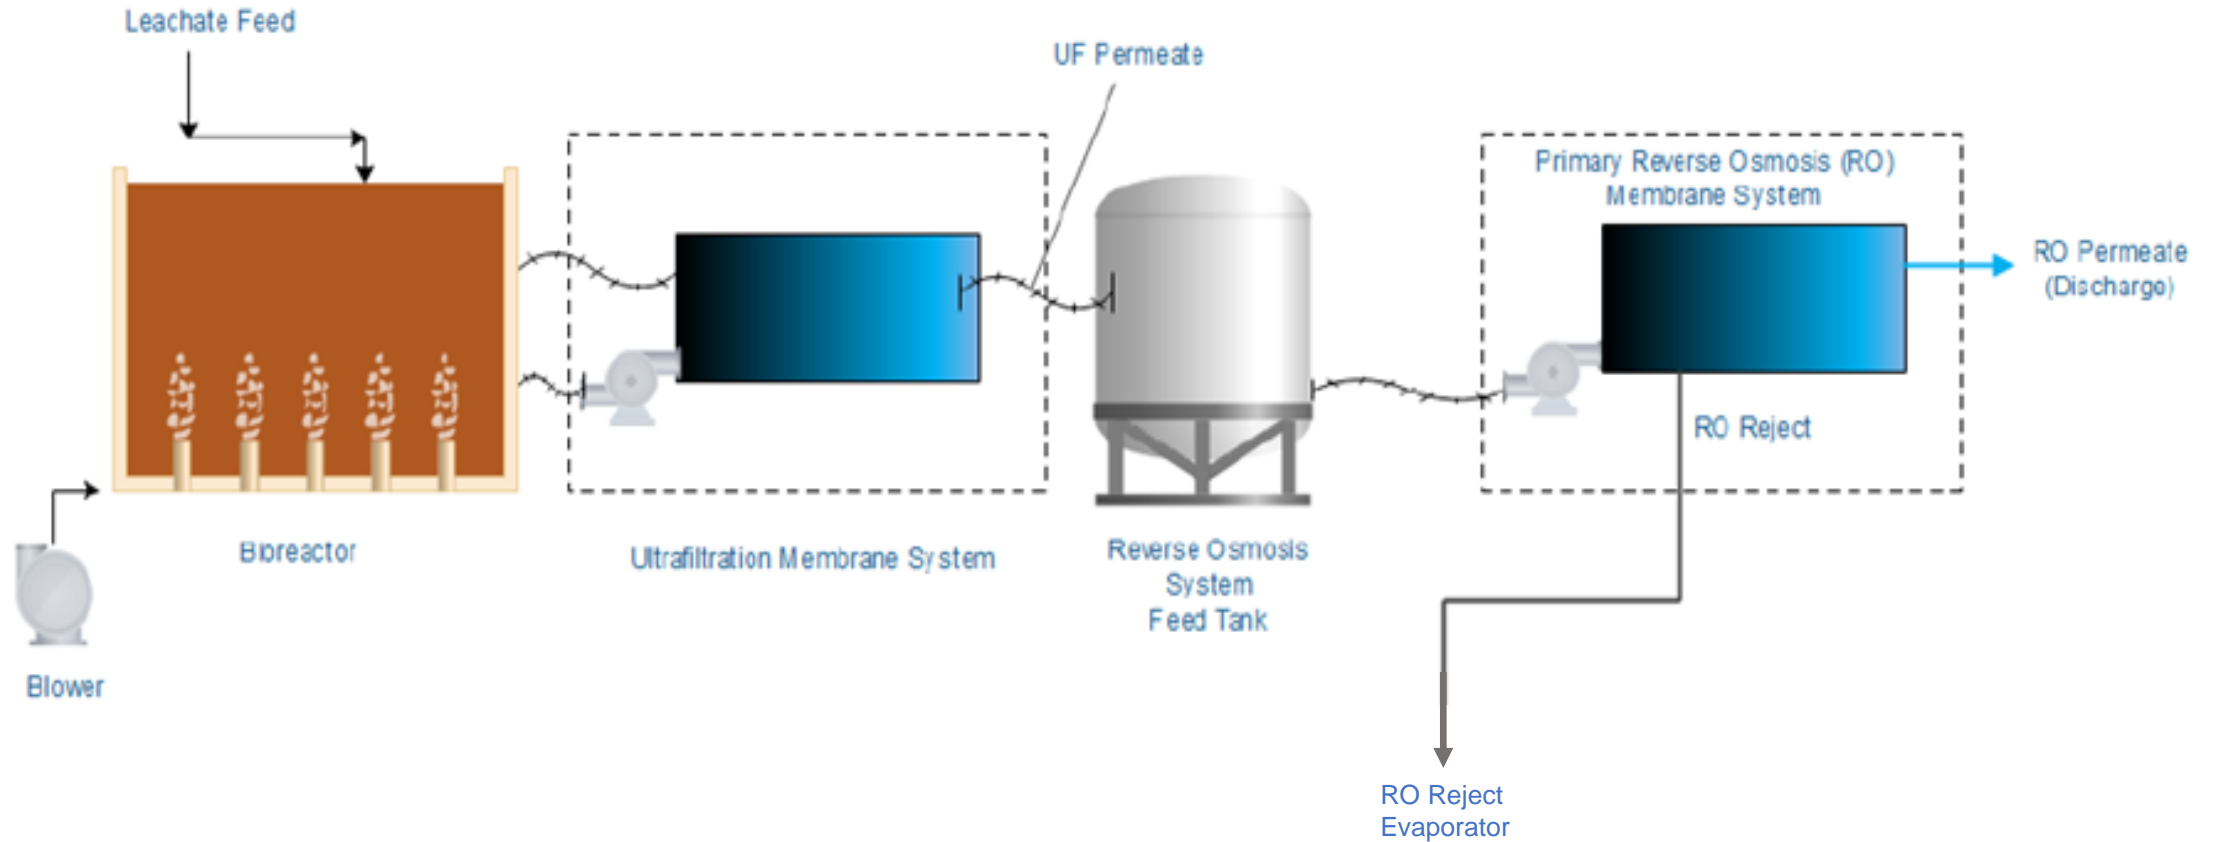 Leachate Feed
UF Permeate
Primary Reverse Osmosis (RO)
Membrane System
RO Permeate
(Discharge)
RO Reject
Bioreactor
Ultrafiltration Membrane System
Reverse Osmosis
System
Feed Tank
Blower
RO Reject
Evaporator